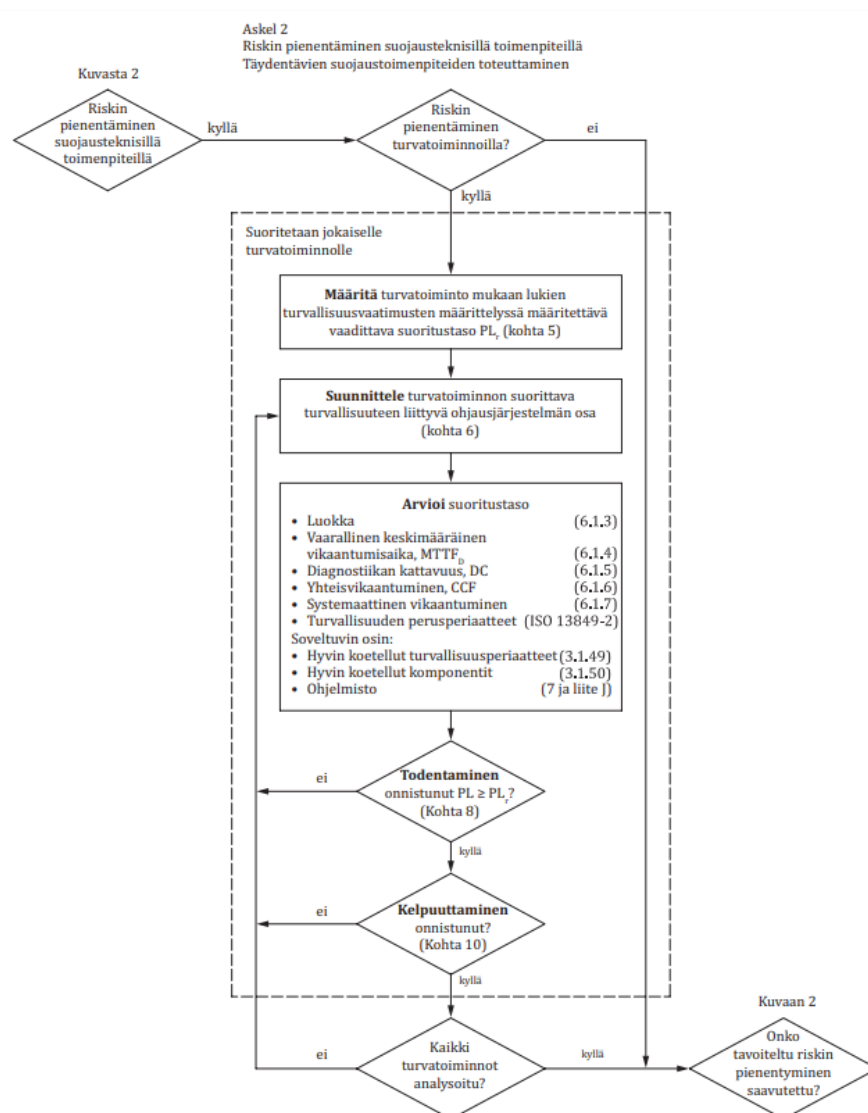 Askel 2
Riskin pienentäminen suojausteknisillä toimenpiteillä
Täydentävien suojaustoimenpiteiden toteuttaminen
Kuvasta 2
Riskin
pienentäminen
suojausteknisillä
toimenpiteillä
kyllä
Riskin
pienentäminen
turvatoiminnoilla?
ei
kyllä
Suoritetaan jokaiselle
turvatoiminnolle
Määritä turvatoiminto mukaan lukien
turvallisuusvaatimusten määrittelyssä määritettävä
vaadittava suoritustaso PLr (kohta 5)
Suunnittele turvatoiminnon suorittava
turvallisuuteen liittyvä ohjausjärjestelmän osa
(kohta 6)
Arvioi suoritustaso
• Luokka (6.1.3)
• Vaarallinen keskimääräinen
vikaantumisaika, MTTFD (6.1.4)
• Diagnostiikan kattavuus, DC (6.1.5)
• Yhteisvikaantuminen, CCF (6.1.6)
• Systemaattinen vikaantuminen (6.1.7)
• Turvallisuuden perusperiaatteet (ISO 13849-2)
Soveltuvin osin:
• Hyvin koetellut turvallisuusperiaatteet (3.1.49)
• Hyvin koetellut komponentit (3.1.50)
• Ohjelmisto (7 ja liite J)
ei
Todentaminen
onnistunut PL ≥ PLr?
(Kohta 8)
kyllä
ei
Kelpuuttaminen
onnistunut?
(Kohta 10)
kyllä
ei
Kaikki
turvatoiminnot
analysoitu?
kyllä
Kuvaan 2
Onko
tavoiteltu riskin
pienentyminen
saavutettu?